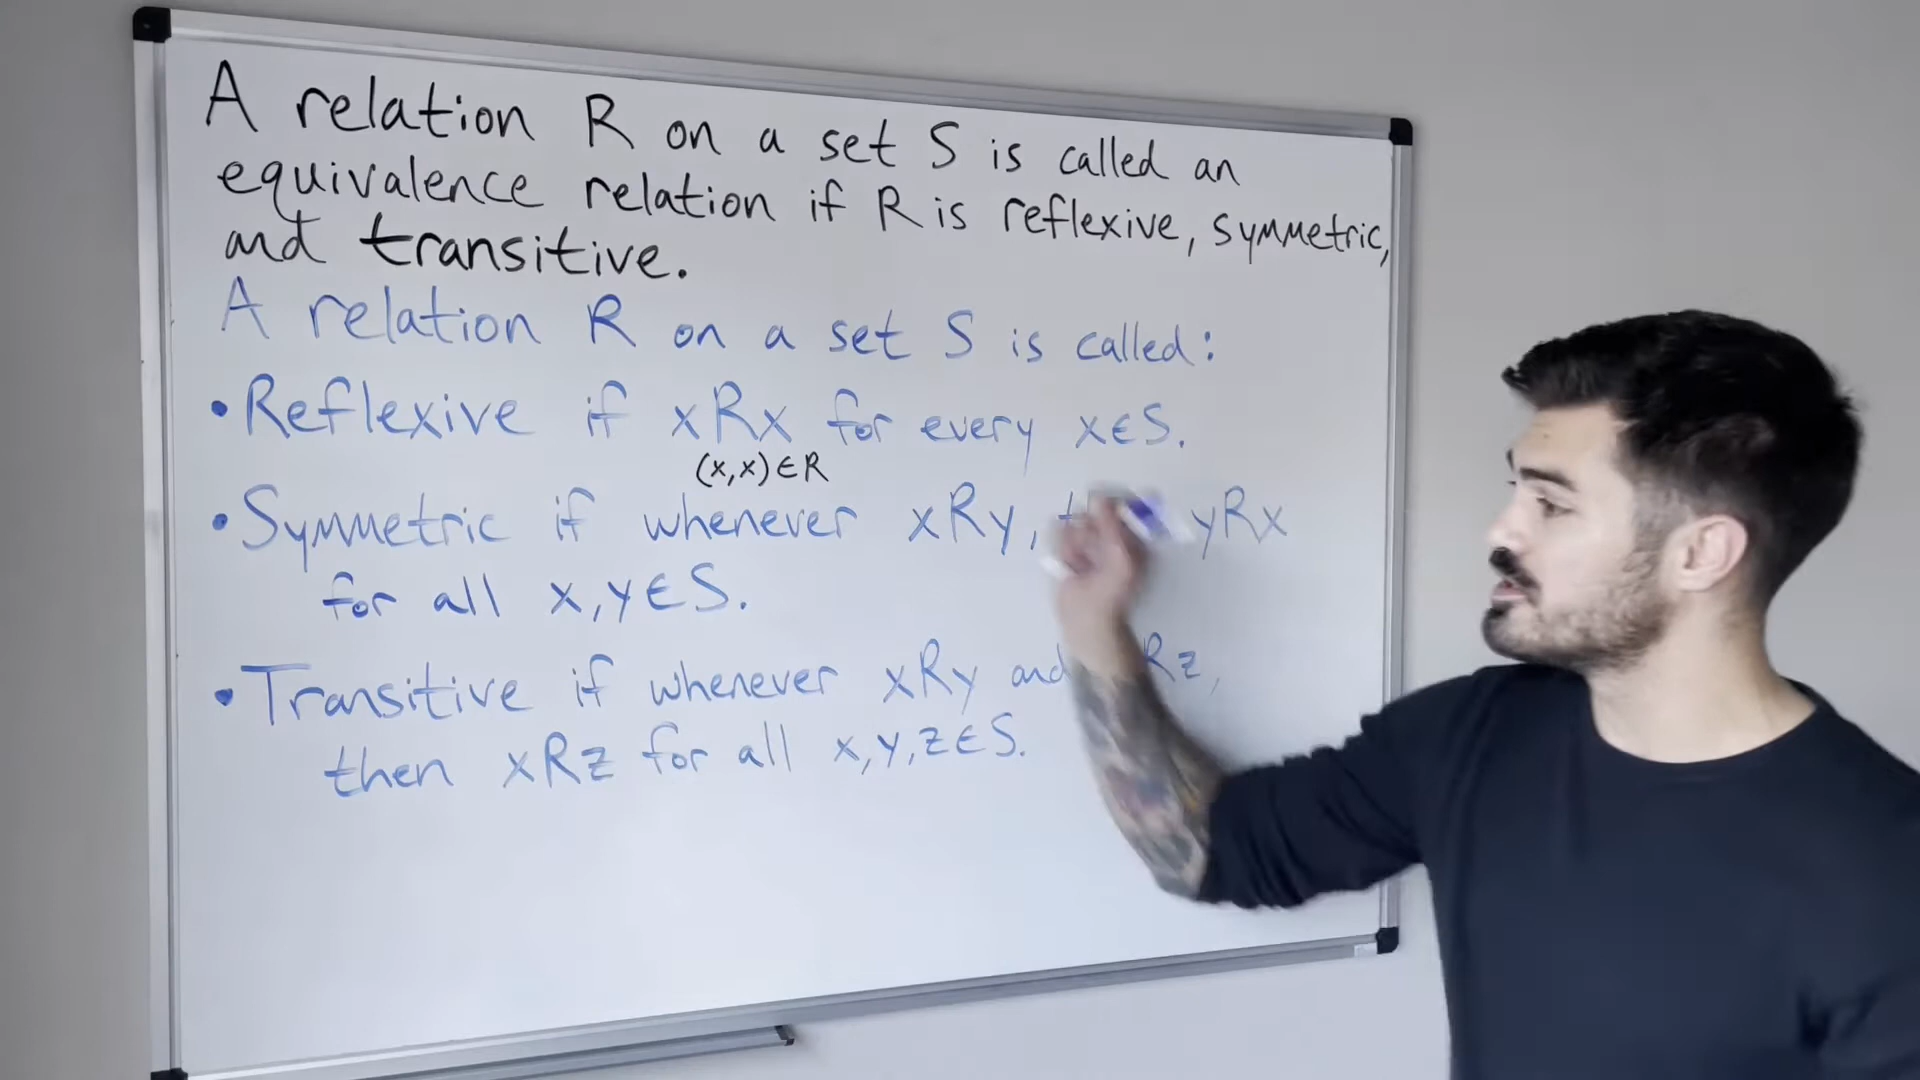 A relation R on a set S is called an
equivalence relation if R is reflexive, symmetric,
and transitive.
A relation R on a set S is called:
• Reflexive if xRx for every x∈S.
(x,x)∈R
• Symmetric if whenever xRy, yRx
for all x,y∈S.
• Transitive if whenever xRy and Rz,
then xRz for all x,y,z∈S.